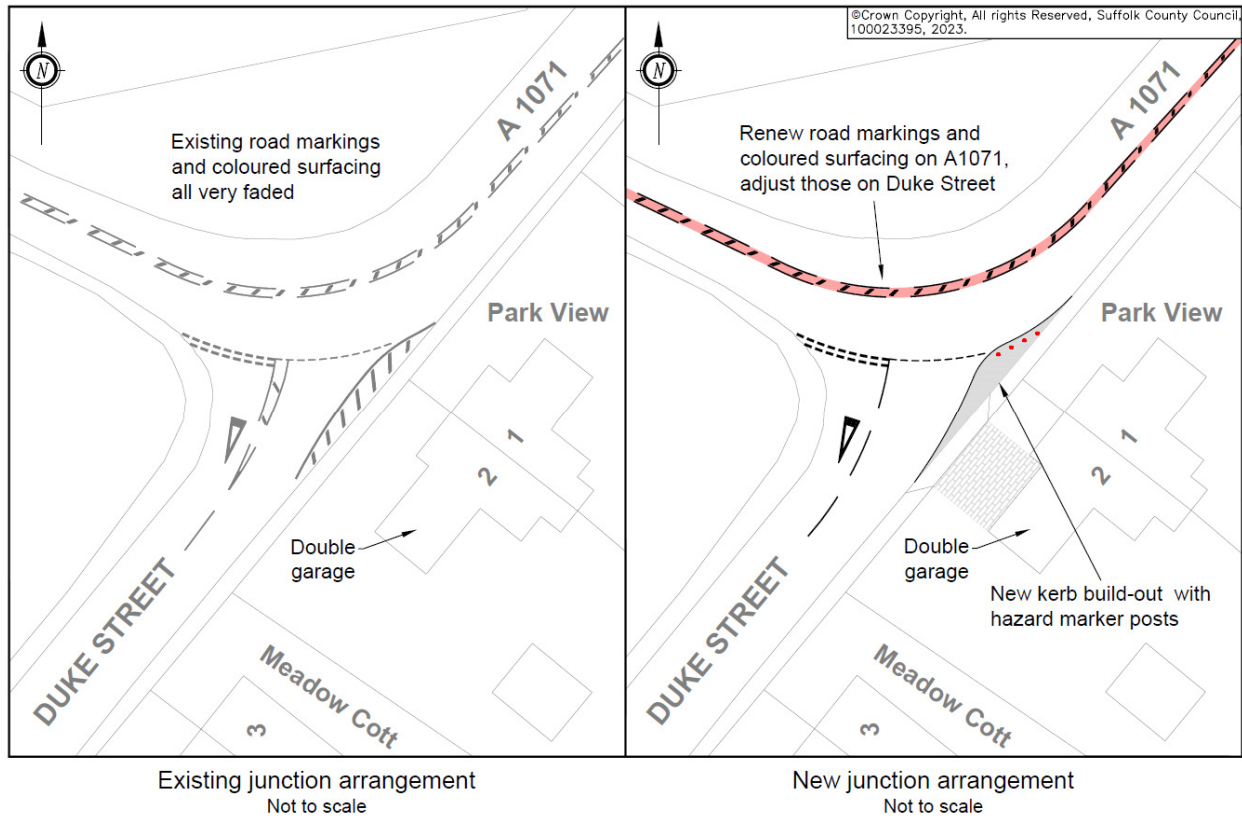 ©Crown Copyright, All rights Reserved, Suffolk County Council,
100023395, 2023.
N
A 1071
Existing road markings
and coloured surfacing
all very faded
Park View
1
2
Double
garage
DUKE STREET
Meadow Cott
3
Existing junction arrangement
Not to scale
N
A 1071
Renew road markings and
coloured surfacing on A1071,
adjust those on Duke Street
Park View
1
2
Double
garage
New kerb build-out with
hazard marker posts
DUKE STREET
Meadow Cott
3
New junction arrangement
Not to scale